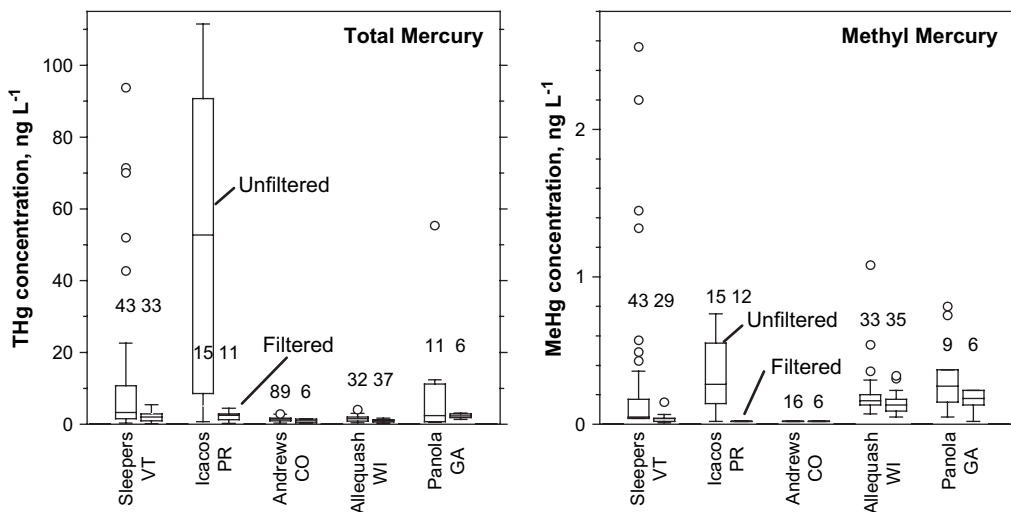 Total Mercury
THg concentration, ng L-1
100
80
60
40
20
0
Unfiltered
Filtered
43 33
15 11
89 6
32 37
11 6
Sleepers
VT
Icacos
PR
Andrews
CO
Allequash
WI
Panola
GA
Methyl Mercury
MeHg concentration, ng L-1
2
1
0
Unfiltered
Filtered
43 29
15 12
16 6
33 35
9 6
Sleepers
VT
Icacos
PR
Andrews
CO
Allequash
WI
Panola
GA